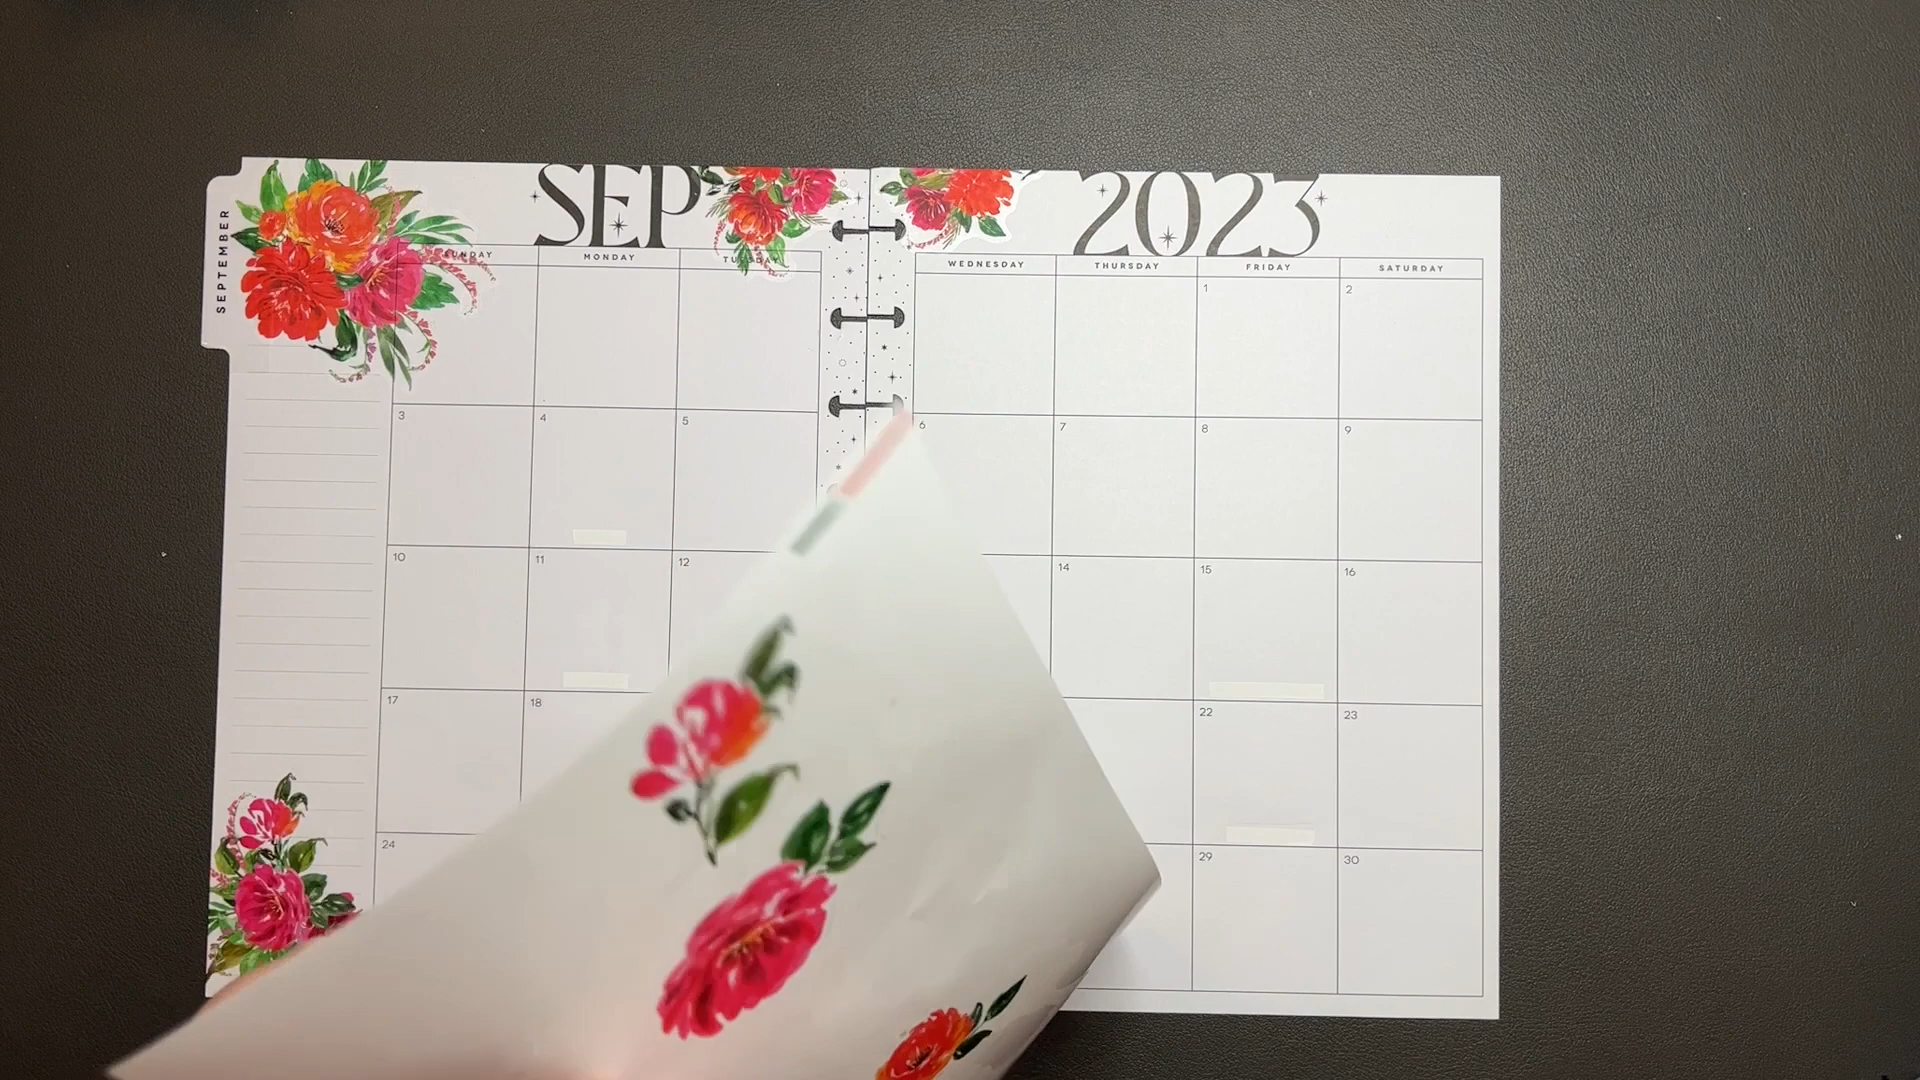 SEP
2023
SEPTEMBER
SUNDAY MONDAY TUESDAY WEDNESDAY THURSDAY FRIDAY SATURDAY
1 2
3 4 5 6 7 8 9
10 11 12 14 15 16
17 18 22 23
24 29 30